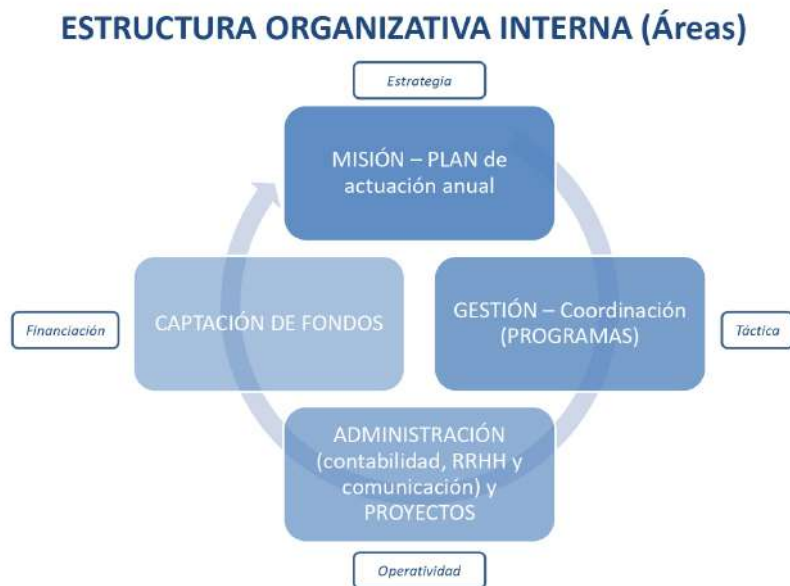 ESTRUCTURA ORGANIZATIVA INTERNA (Áreas)
Estrategia
MISIÓN – PLAN de
actuación anual
CAPTACIÓN DE FONDOS
GESTIÓN – Coordinación
(PROGRAMAS)
Financiación
Táctica
ADMINISTRACIÓN
(contabilidad, RRHH y
comunicación) y
PROYECTOS
Operatividad